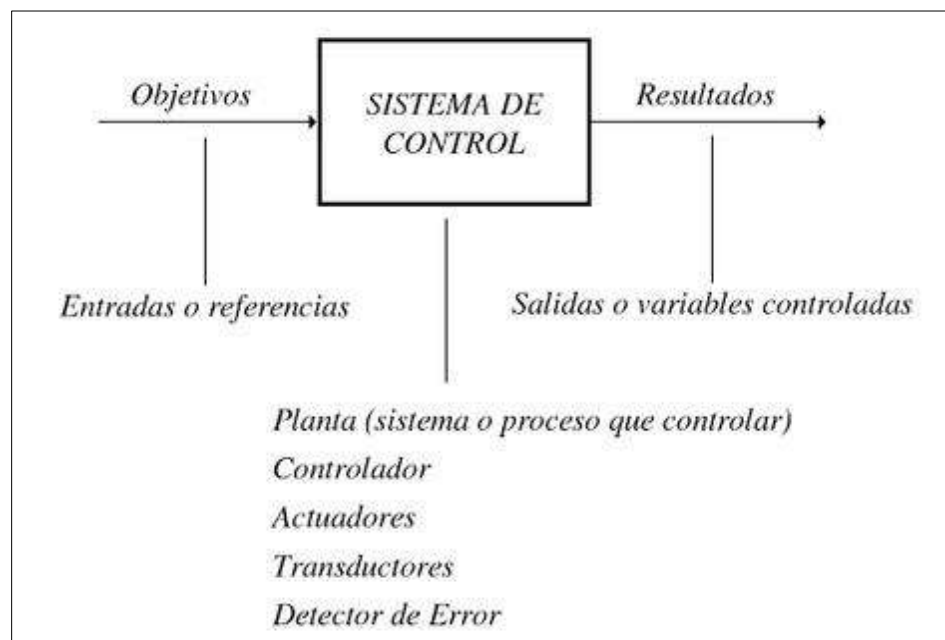 Objetivos
SISTEMA DE
CONTROL
Resultados
Entradas o referencias
Salidas o variables controladas
Planta (sistema o proceso que controlar)
Controlador
Actuadores
Transductores
Detector de Error